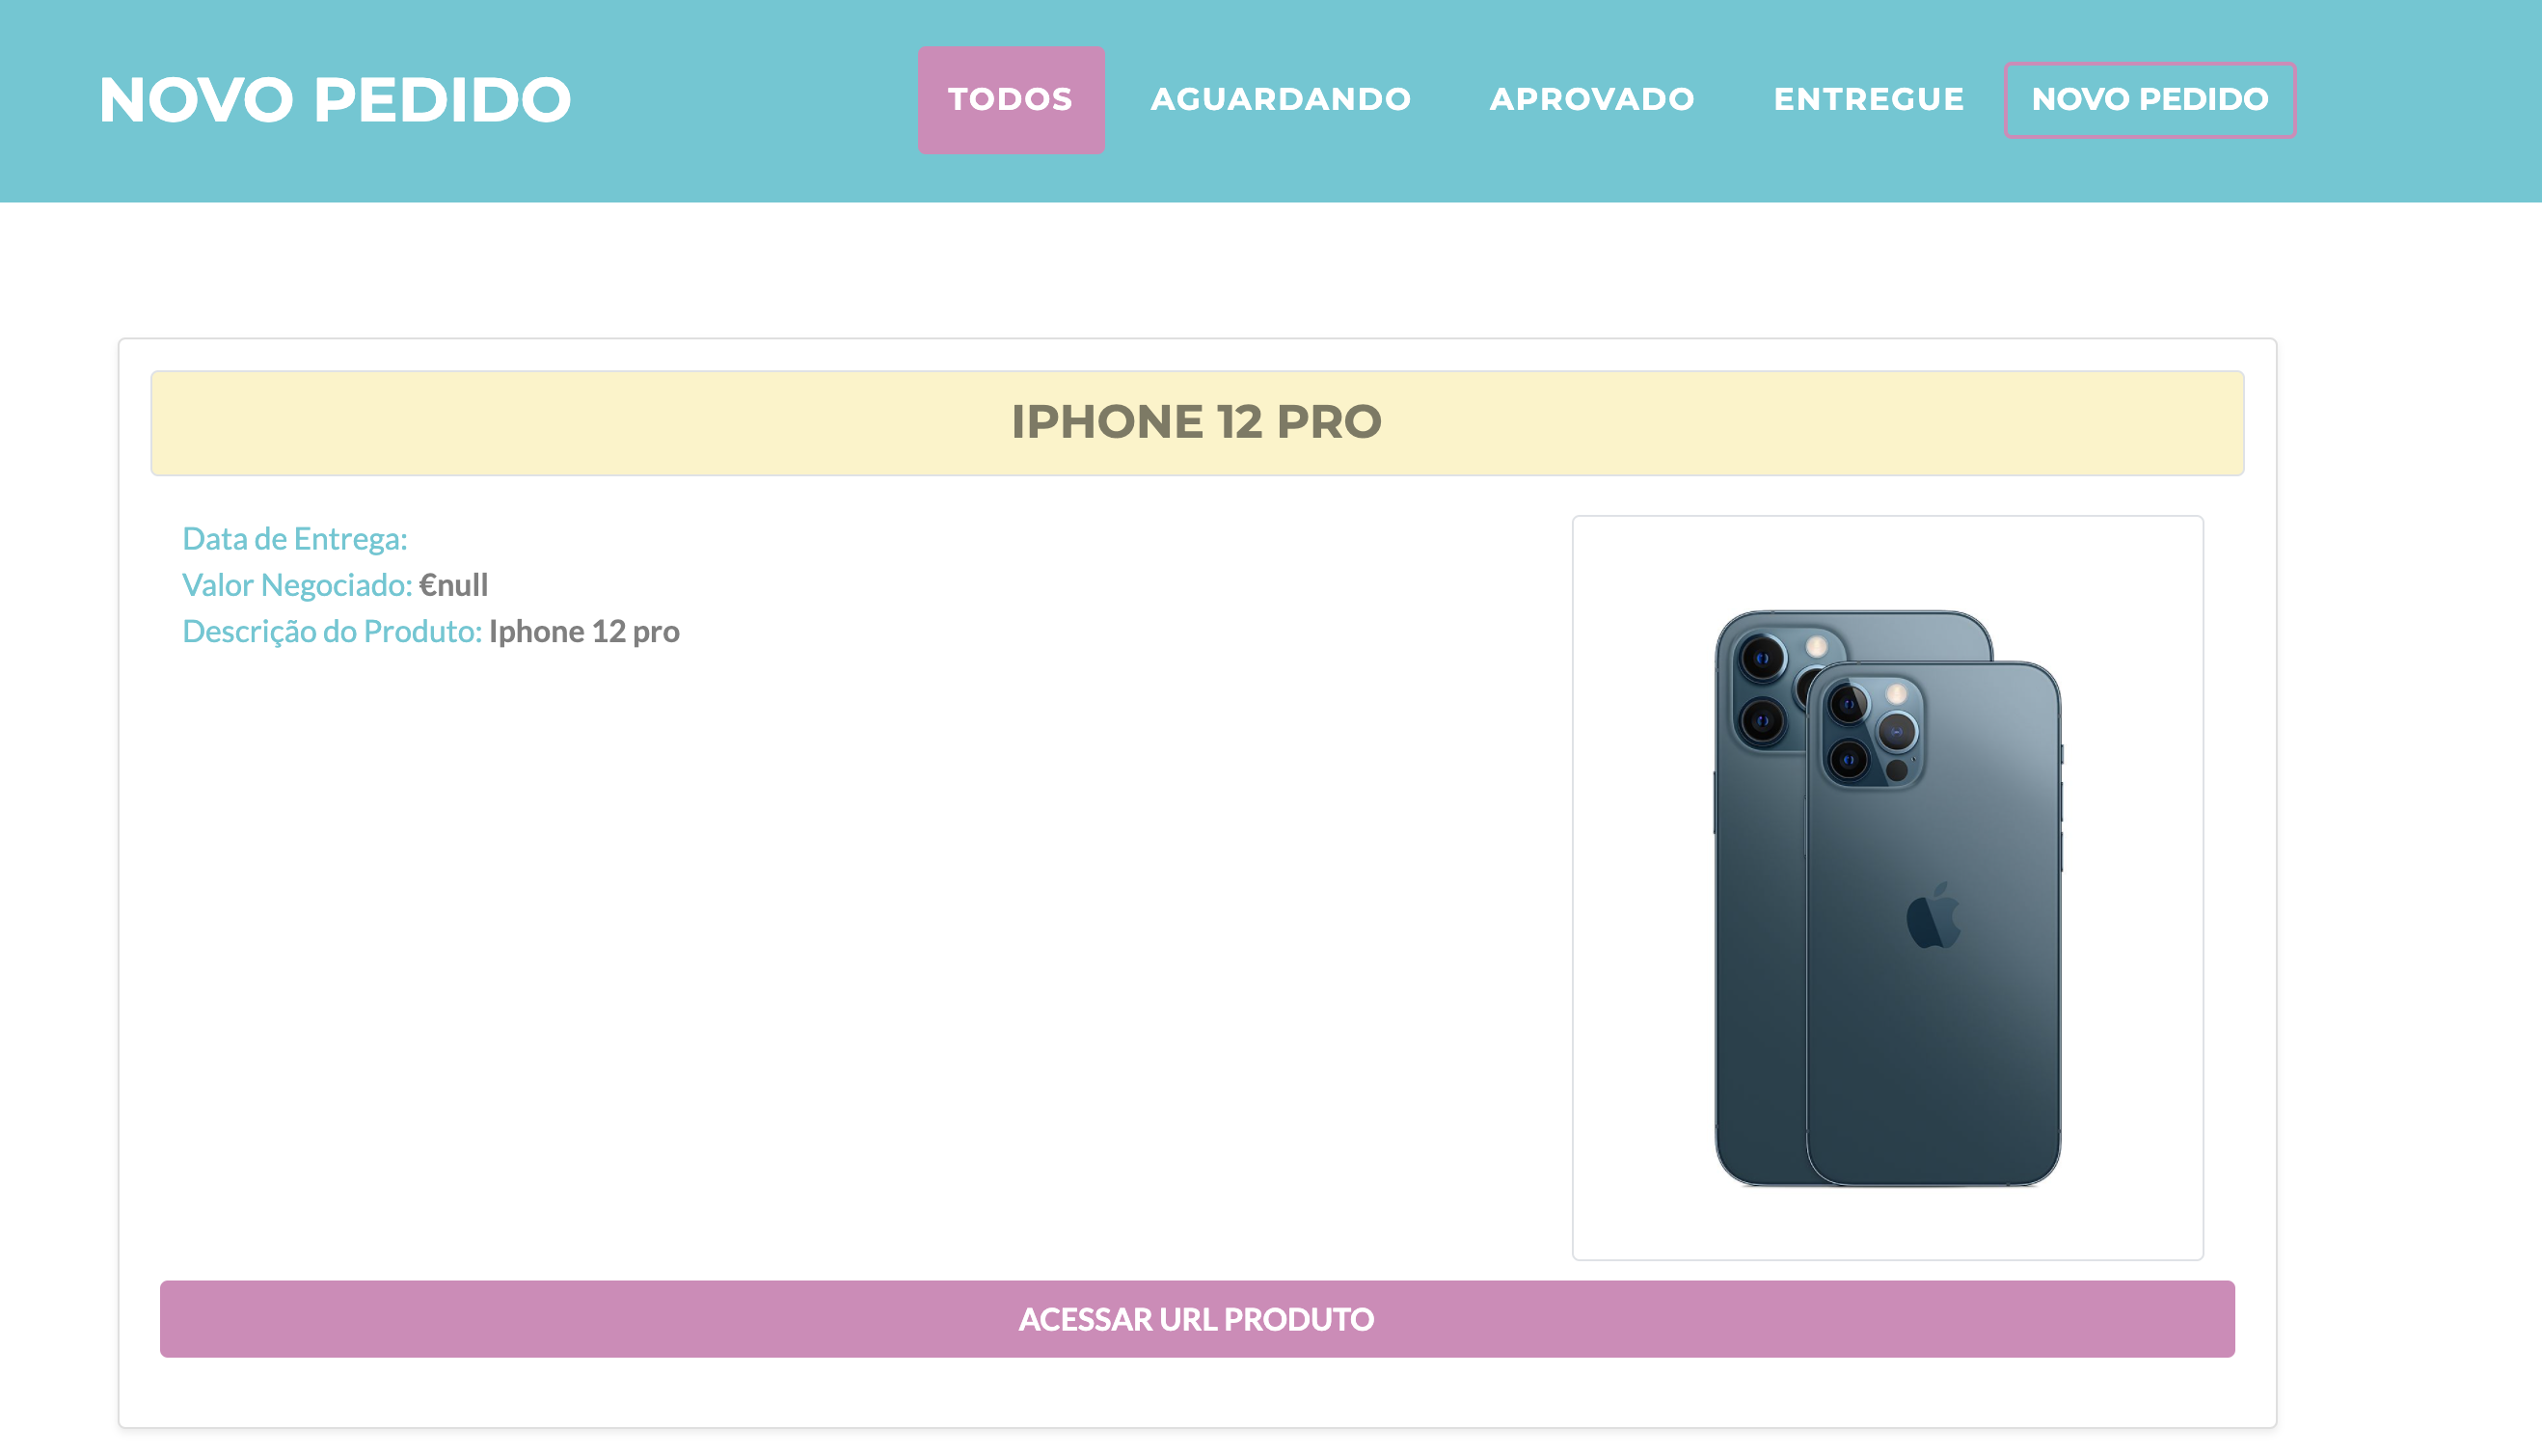 NOVO PEDIDO
TODOS AGUARDANDO APROVADO ENTREGUE NOVO PEDIDO
IPHONE 12 PRO
Data de Entrega:
Valor Negociado: €null
Descrição do Produto: Iphone 12 pro
ACESSAR URL PRODUTO